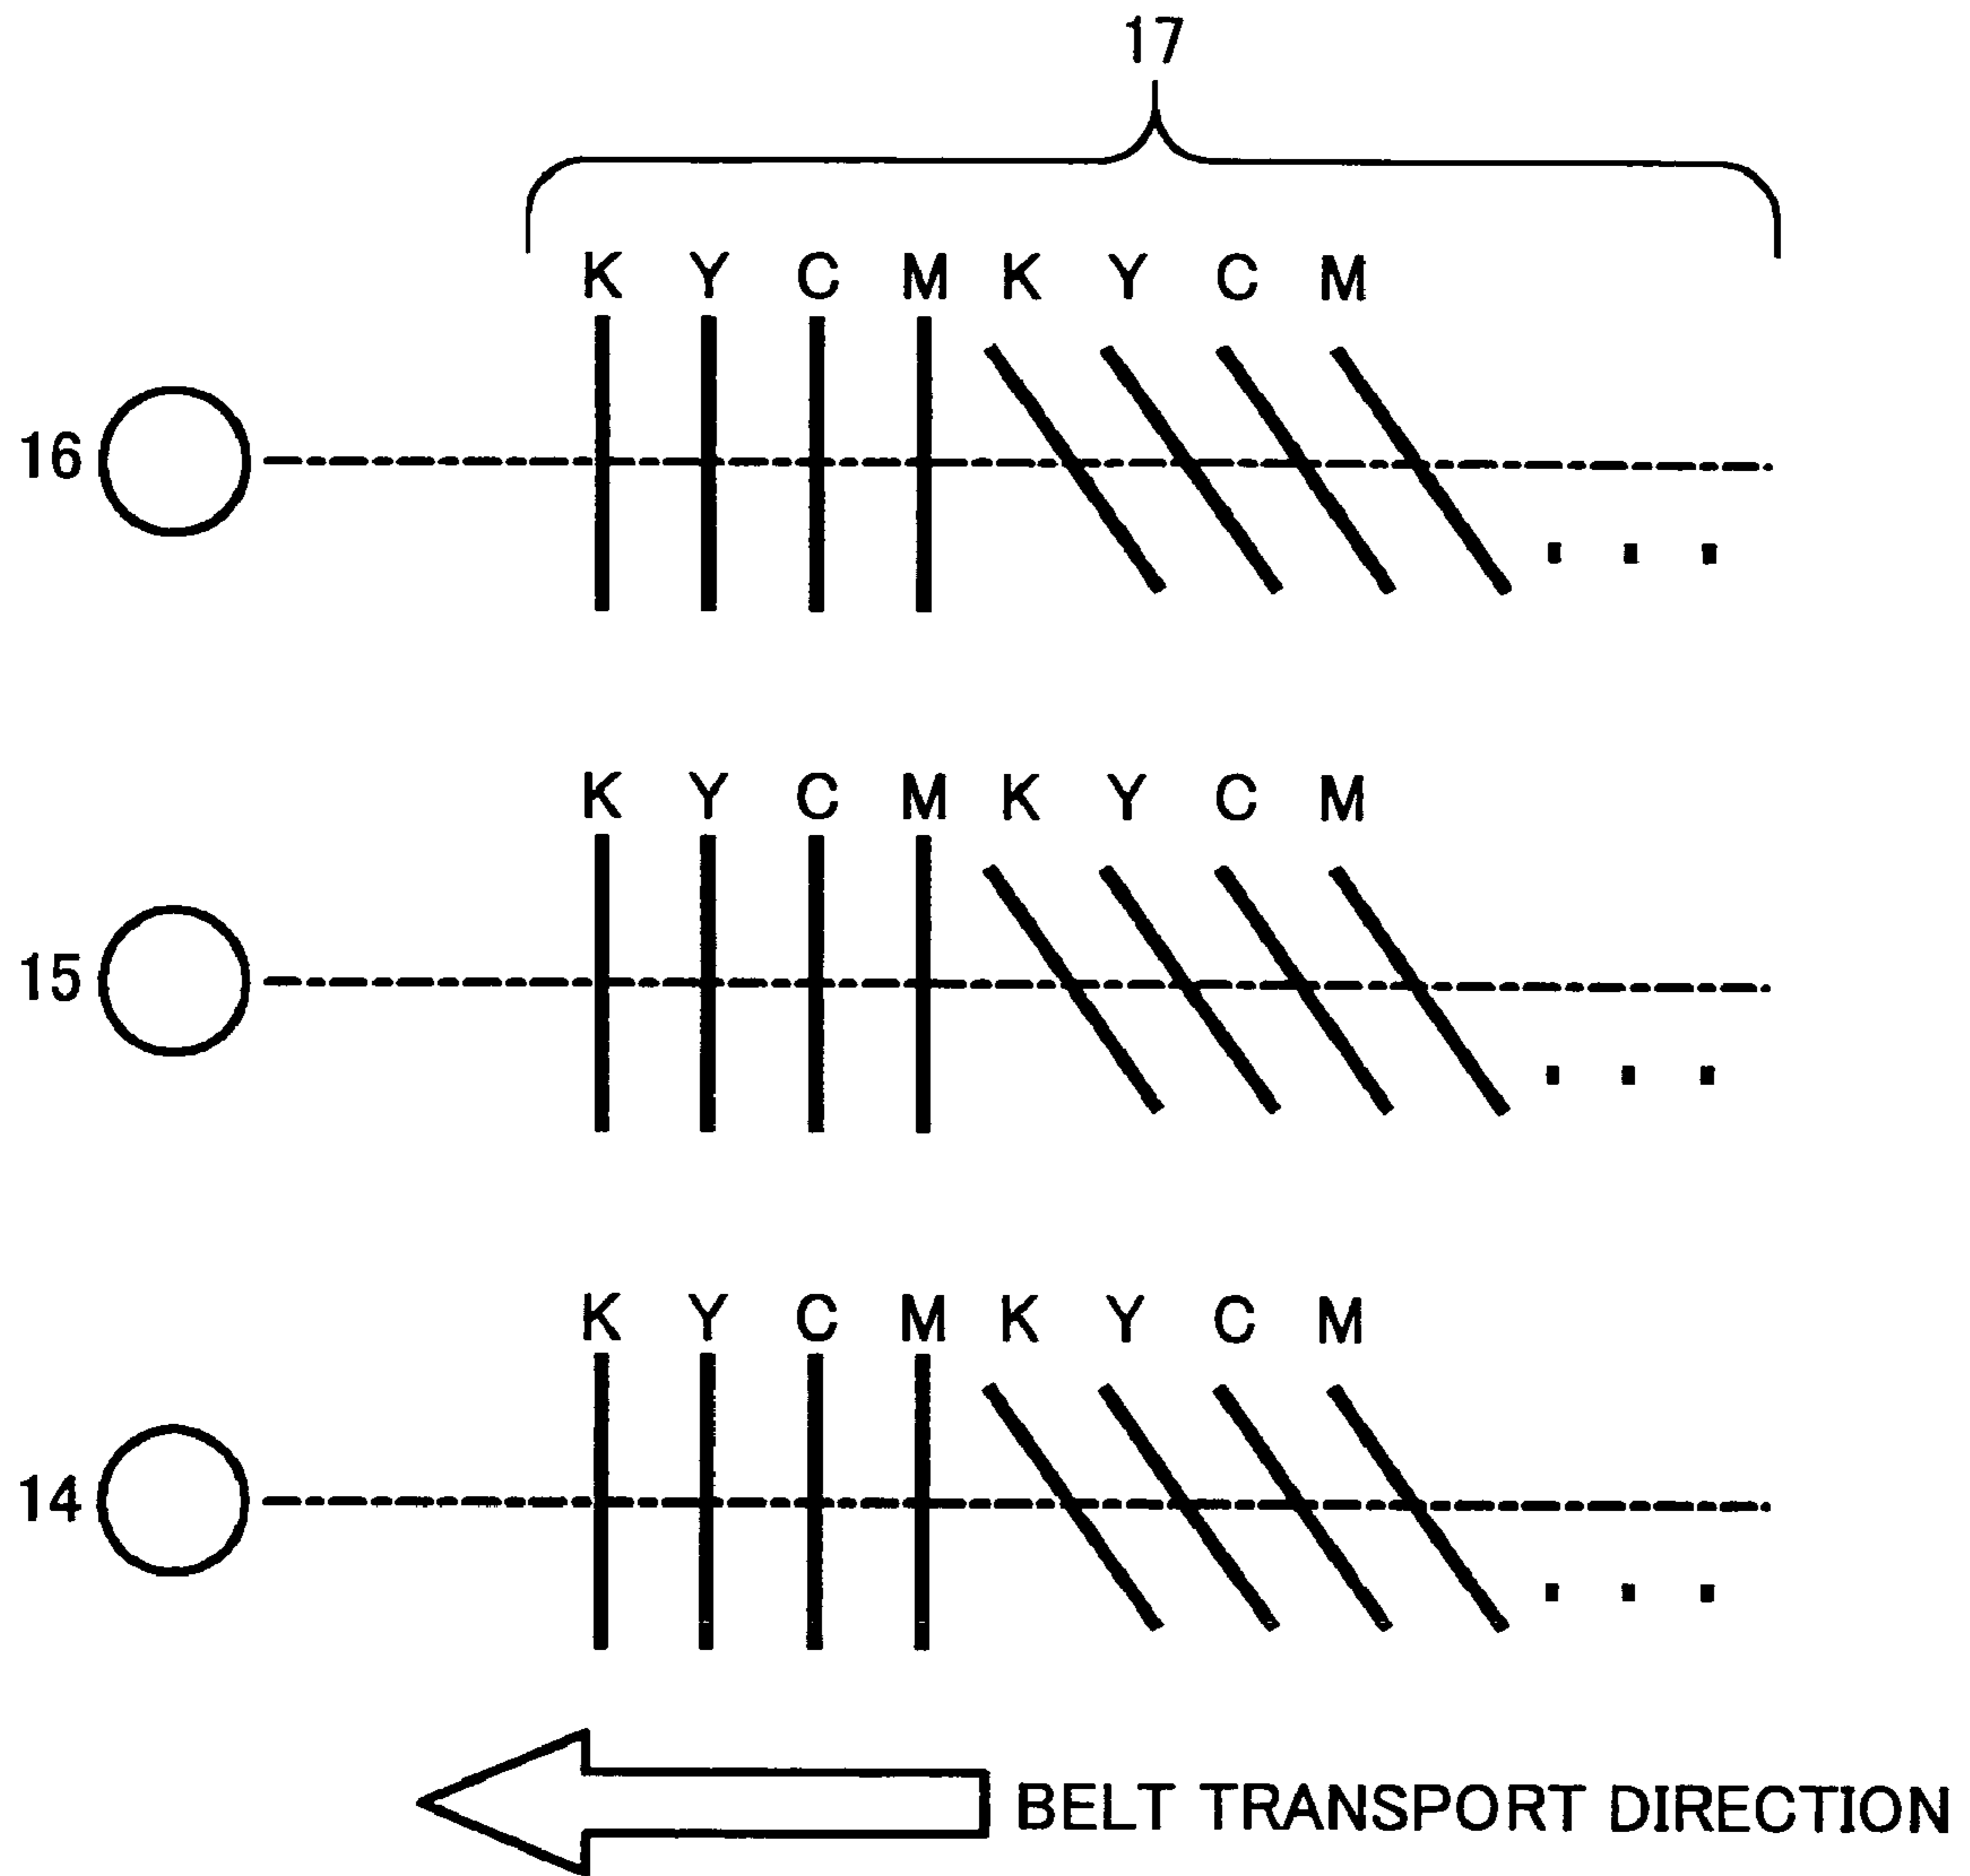 17
K Y C M K Y C M
16
K Y C M K Y C M
15
K Y C M K Y C M
14
BELT TRANSPORT DIRECTION